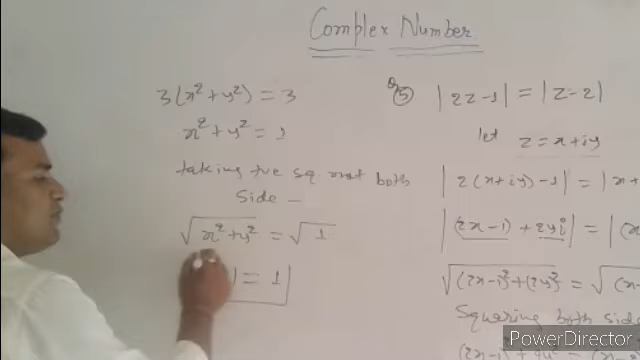 Complex Number
3(x²+y²) = 3
x²+y² = 1
taking +ve sq root both
Side -
√x²+y² = √1
| = 1
Q5 |2z-1| = |z-2|
let z = x+iy
|2(x+iy)-1| = |x+
|(2x-1) + 2yi| = |(x
√(2x-1)²+(2y)² = √(x-
Squaring both side
PowerDirector